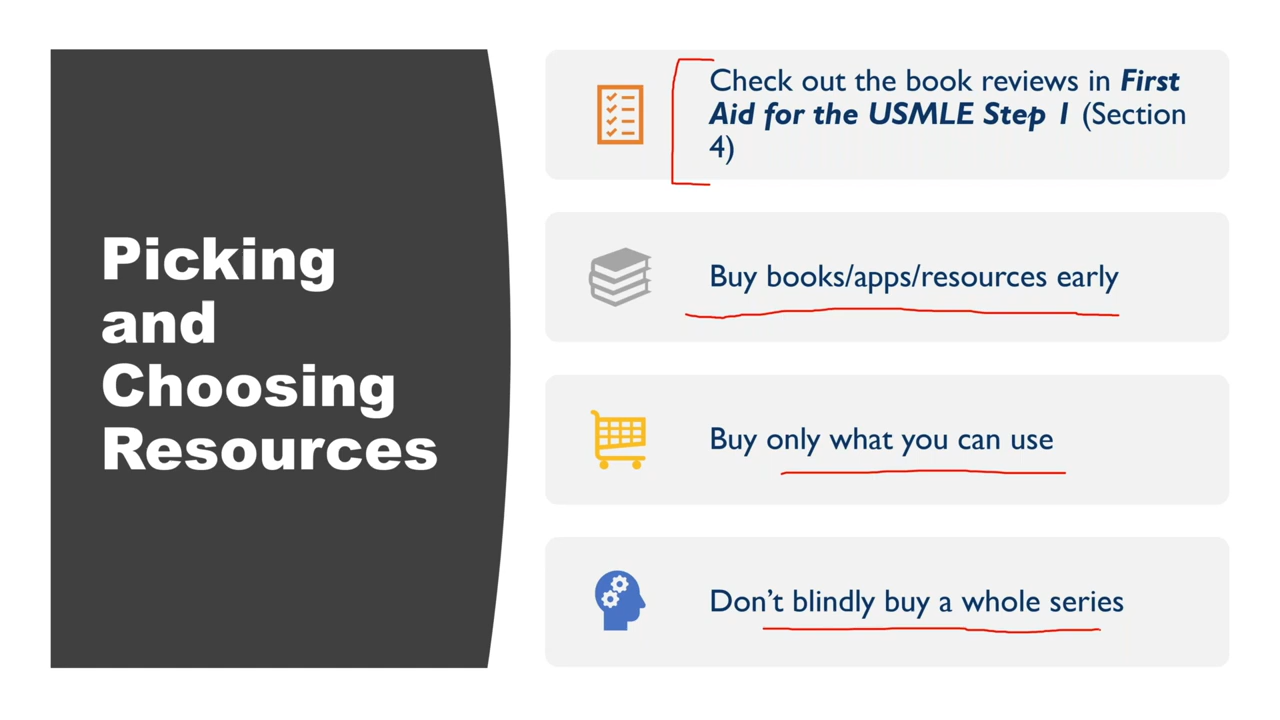 Picking
and
Choosing
Resources
Check out the book reviews in First
Aid for the USMLE Step 1 (Section
4)
Buy books/apps/resources early
Buy only what you can use
Don’t blindly buy a whole series